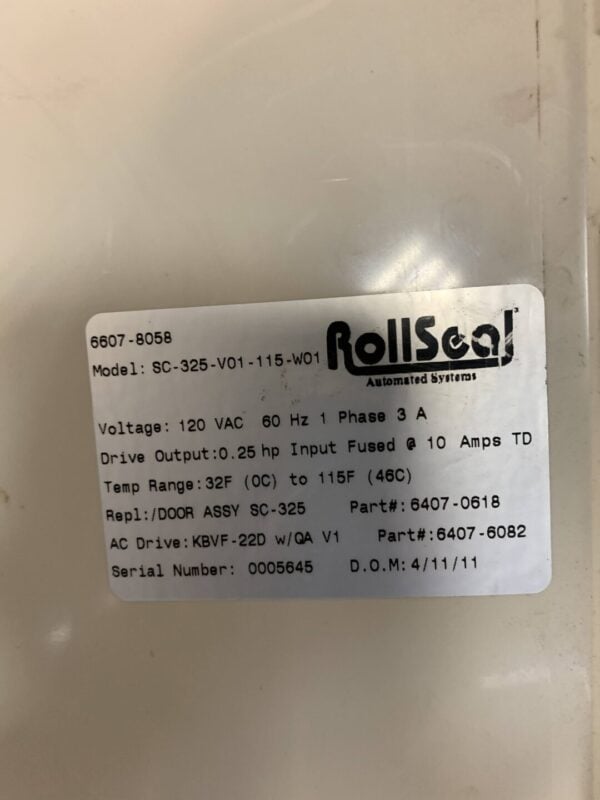 6607-8058
Model: SC-325-V01-115-W01
RollSeal
Automated Systems
Voltage: 120 VAC 60 Hz 1 Phase 3 A
Drive Output:0.25 hp Input Fused @ 10 Amps TD
Temp Range:32F (0C) to 115F (46C)
Repl:/DOOR ASSY SC-325 Part#:6407-0618
AC Drive:KBVF-22D w/QA V1 Part#:6407-6082
Serial Number: 0005645 D.O.M:4/11/11